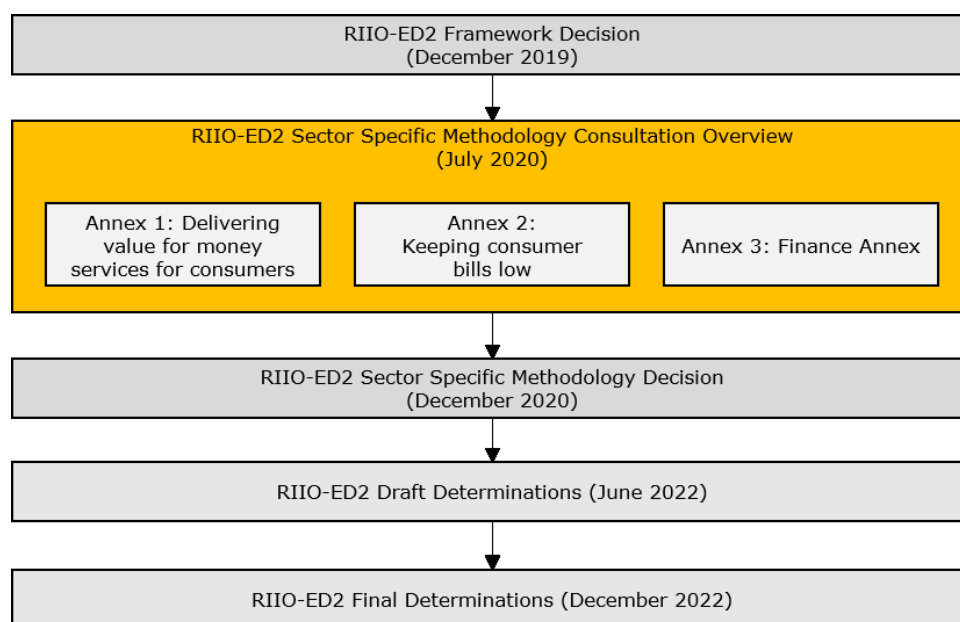 RIIO-ED2 Framework Decision
(December 2019)
RIIO-ED2 Sector Specific Methodology Consultation Overview
(July 2020)
Annex 1: Delivering
value for money
services for consumers
Annex 2:
Keeping consumer
bills low
Annex 3: Finance Annex
RIIO-ED2 Sector Specific Methodology Decision
(December 2020)
RIIO-ED2 Draft Determinations (June 2022)
RIIO-ED2 Final Determinations (December 2022)